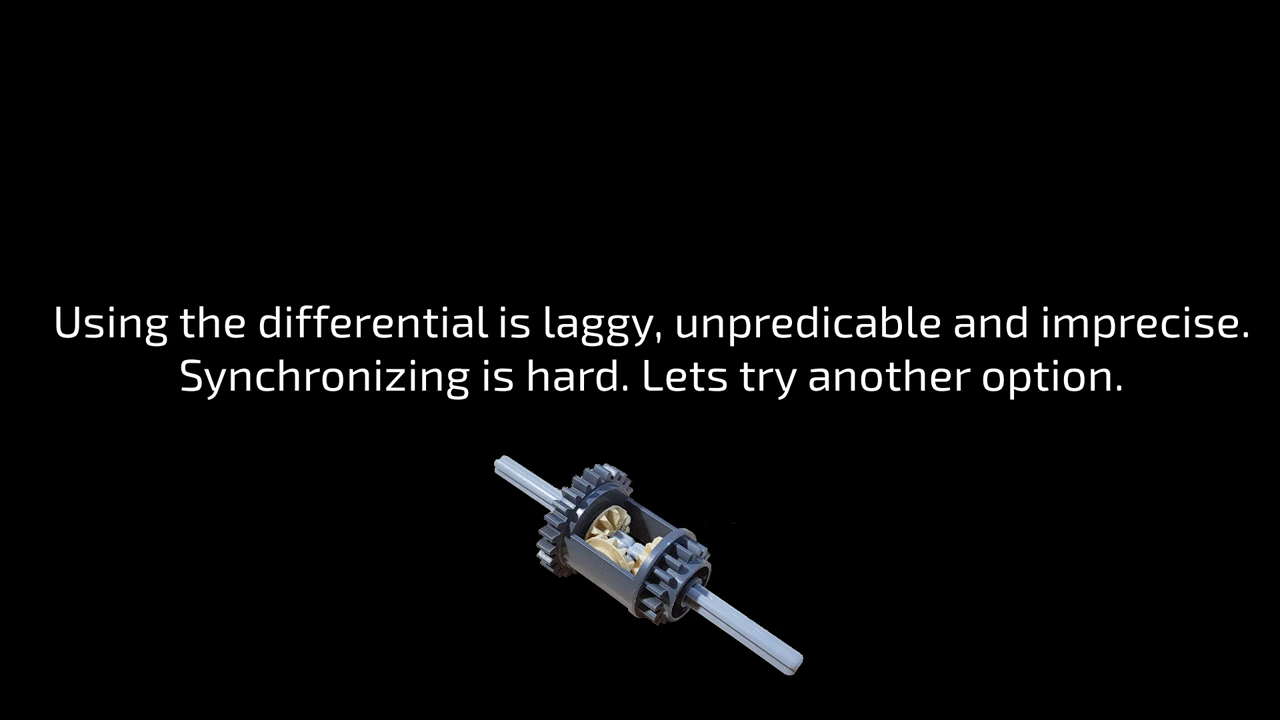 Using the differential is laggy, unpredicable and imprecise.
Synchronizing is hard. Lets try another option.